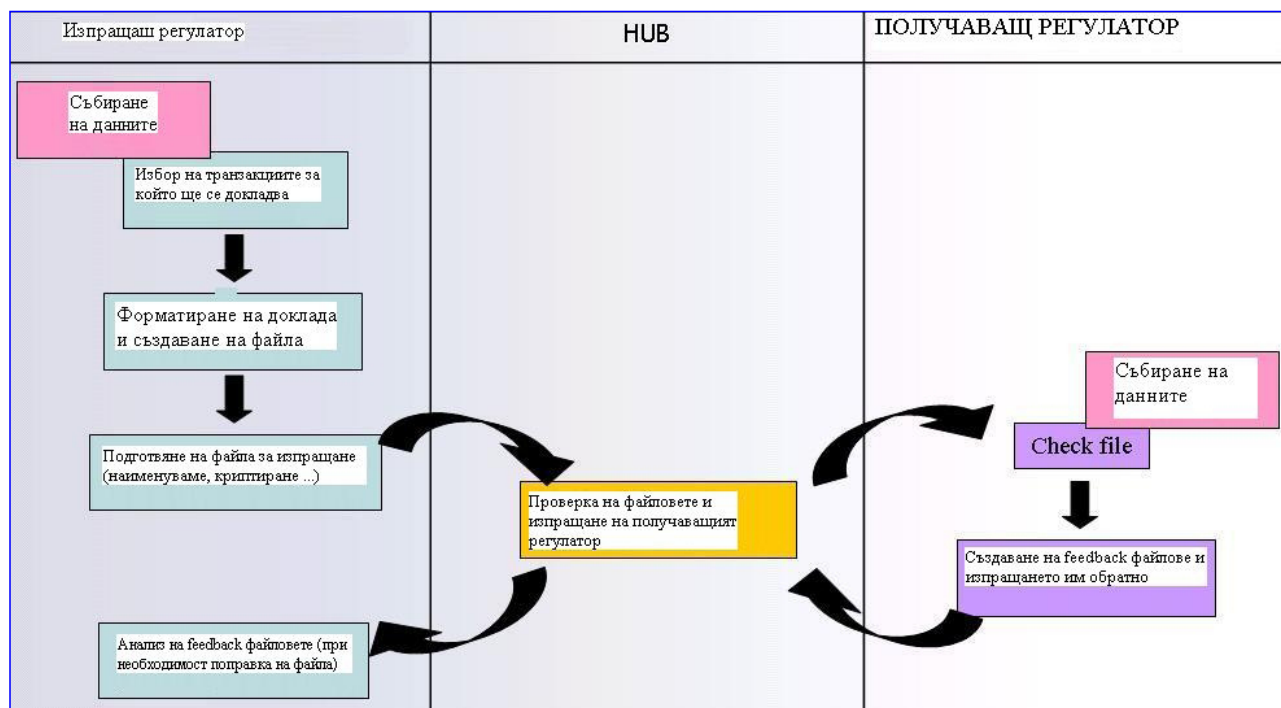 Изпращаш регулатор
HUB
ПОЛУЧАВАЩ РЕГУЛАТОР
Събиране
на данните
Избор на транзакциите за
който ще се докладва
Форматиране на доклада
и създаване на файла
Подготвяне на файла за изпращане
(наименуваме, криптиране ...)
Анализ на feedback файловете (при
необходимост поправка на файла)
Проверка на файловете и
изпращане на получаващият
регулатор
Събиране на
данните
Check file
Създаване на feedback файлове и
изпращането им обратно